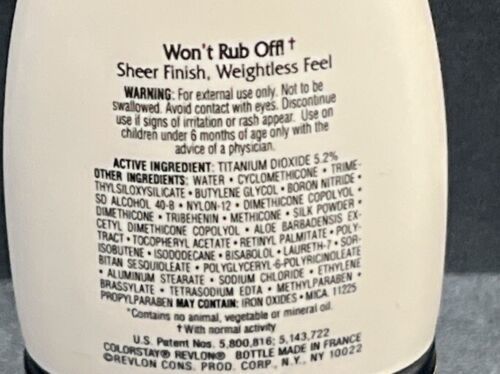 Won't Rub Off! †
Sheer Finish, Weightless Feel
WARNING: For external use only. Not to be
swallowed. Avoid contact with eyes. Discontinue
use if signs of irritation or rash appear. Use on
children under 6 months of age only with the
advice of a physician.
ACTIVE INGREDIENT: TITANIUM DIOXIDE 5.2%
OTHER INGREDIENTS: WATER • CYCLOMETHICONE • TRIME-
THYLSILOXYSILICATE • BUTYLENE GLYCOL • BORON NITRIDE •
SD ALCOHOL 40-B • NYLON-12 • DIMETHICONE COPOLYOL •
DIMETHICONE • TRIBEHENIN • METHICONE • SILK POWDER •
CETYL DIMETHICONE COPOLYOL • ALOE BARBADENSIS EX-
TRACT • TOCOPHERYL ACETATE • RETINYL PALMITATE • POLY-
ISOBUTENE • ISODODECANE • BISABOLOL • LAURETH-7 • SOR-
BITAN SESQUIOLEATE • POLYGLYCERYL-6-POLYRICINOLEATE
• ALUMINUM STEARATE • SODIUM CHLORIDE • ETHYLENE
BRASSYLATE • TETRASODIUM EDTA • METHYLPARABEN •
PROPYLPARABEN MAY CONTAIN: IRON OXIDES • MICA. 11225
*Contains no animal, vegetable or mineral oil.
†With normal activity
U.S. Patent Nos. 5,800,816; 5,143,722
COLORSTAY® REVLON® BOTTLE MADE IN FRANCE
©REVLON CONS. PROD. CORP., N.Y., NY 10022